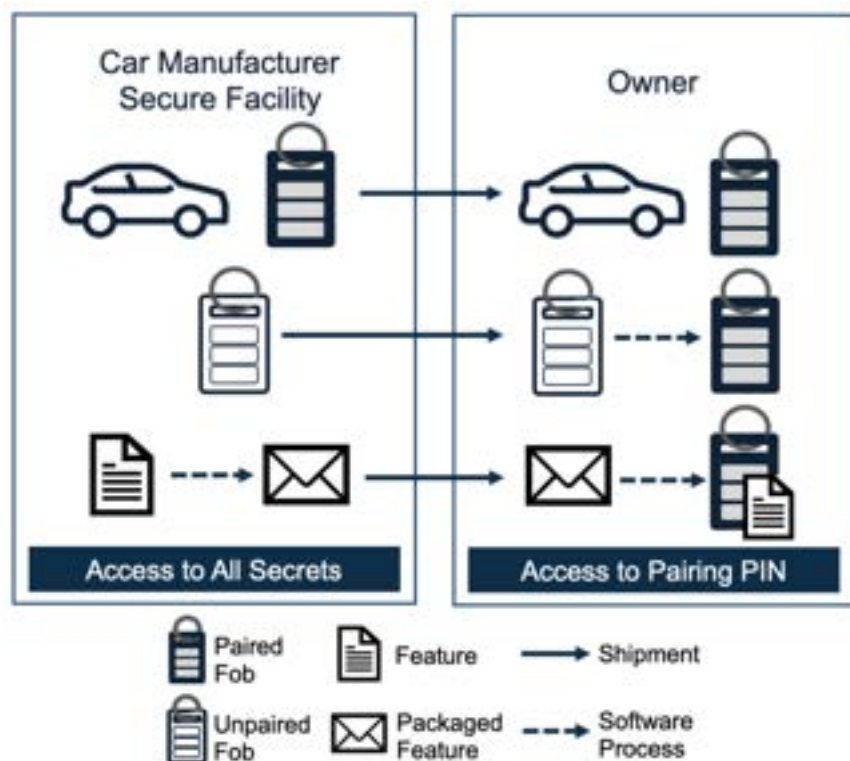 Car Manufacturer
Secure Facility
Owner
Access to All Secrets
Access to Pairing PIN
Paired
Fob
Feature
Shipment
Unpaired
Fob
Packaged
Feature
Software
Process